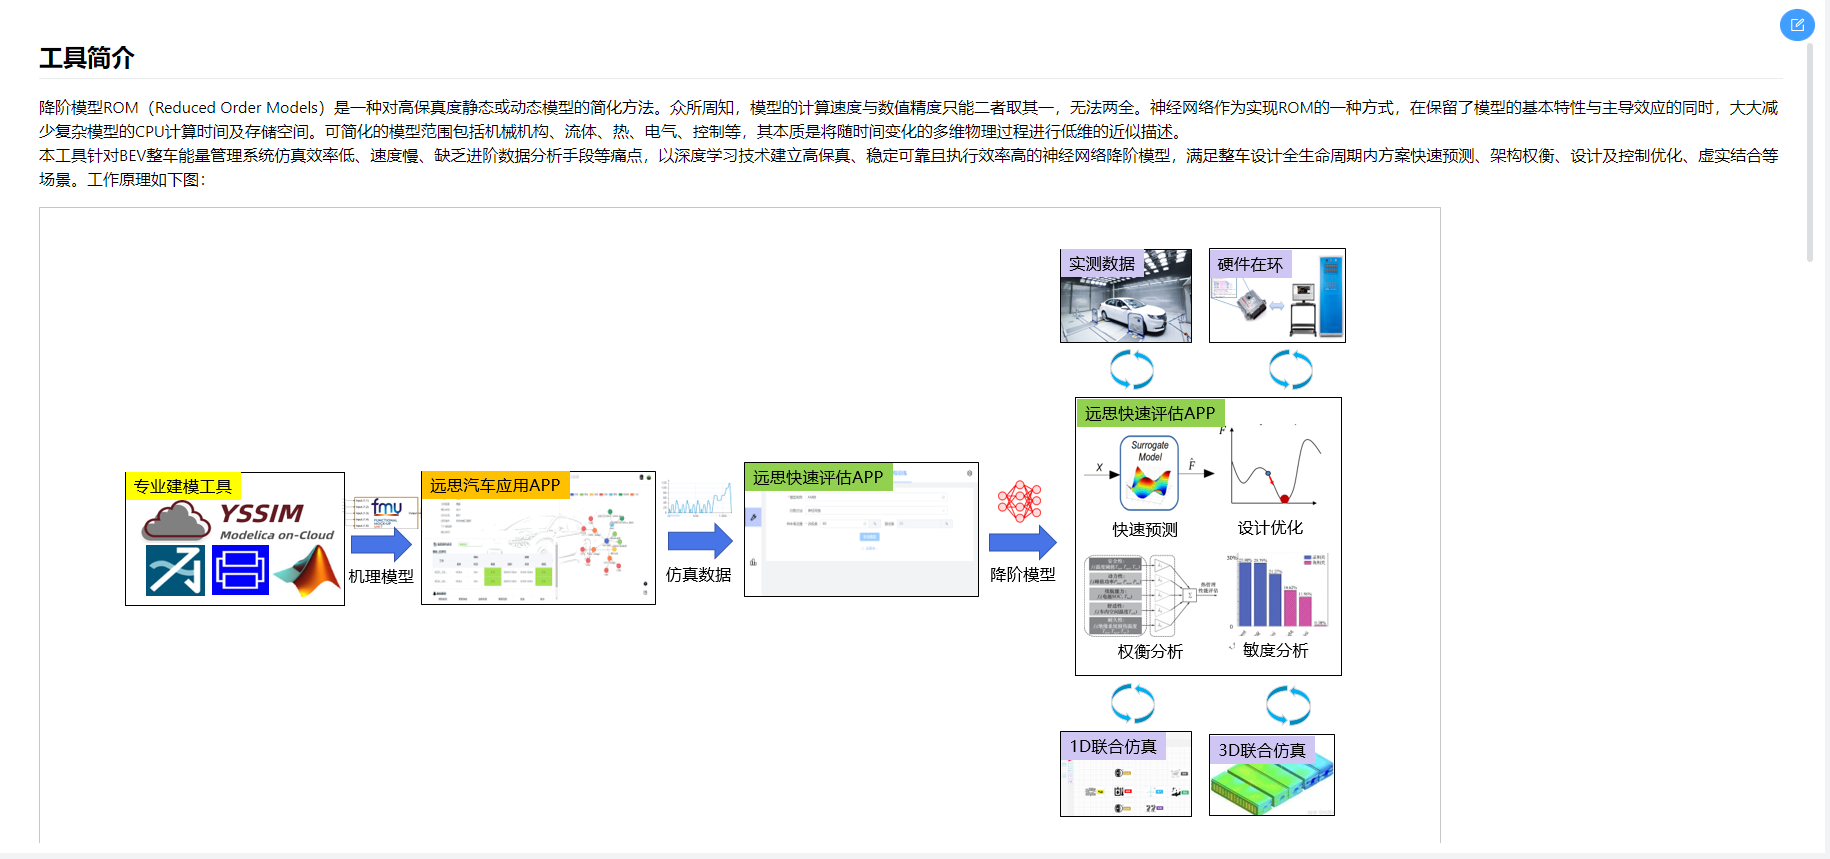 工具简介
降阶模型ROM（Reduced Order Models）是一种对高保真度静态或动态模型的简化方法。众所周知，模型的计算速度与数值精度只能二者取其一，无法两全。神经网络作为实现ROM的一种方式，在保留了模型的基本特性与主导效应的同时，大大减
少复杂模型的CPU计算时间及存储空间。可简化的模型范围包括机械机构、流体、热、电气、控制等，其本质是将随时间变化的多维物理过程进行低维的近似描述。
本工具针对BEV整车能量管理系统仿真效率低、速度慢、缺乏进阶数据分析手段等痛点，以深度学习技术建立高保真、稳定可靠且执行效率高的神经网络降阶模型，满足整车设计全生命周期内方案快速预测、架构权衡、设计及控制优化、虚实结合等
场景。工作原理如下图：
实测数据
硬件在环
专业建模工具
YSSIM
Modelica on-Cloud
fmu
机理模型
远思汽车应用APP
仿真数据
远思快速评估APP
降阶模型
远思快速评估APP
Surrogate
Model
X
F̂
F
快速预测
设计优化
权衡分析
敏度分析
1D联合仿真
3D联合仿真